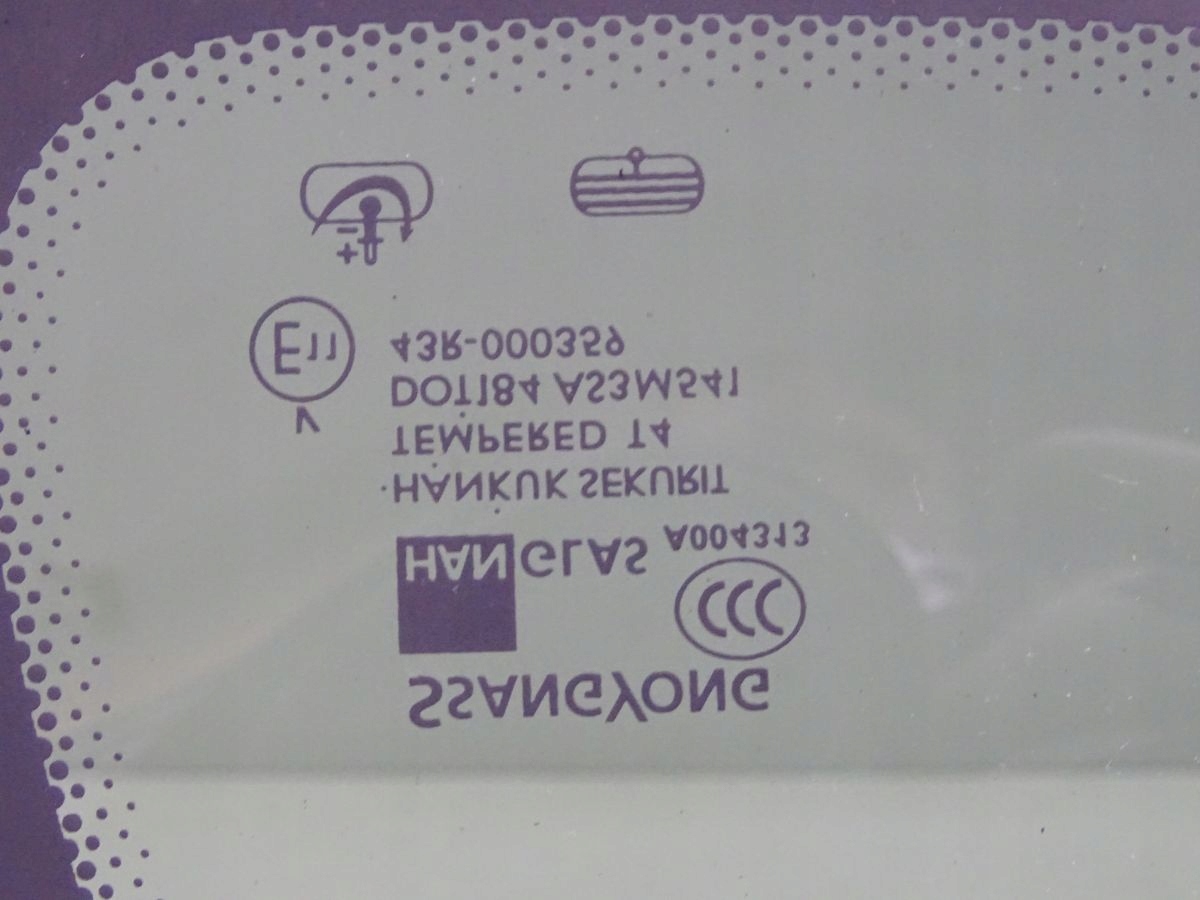 SSANGYONG
CCC
HANGLAS A004313
HANKUK SEKURIT
TEMPERED T4
V
DOT184 AS3M541
E11 43R-000359
- +